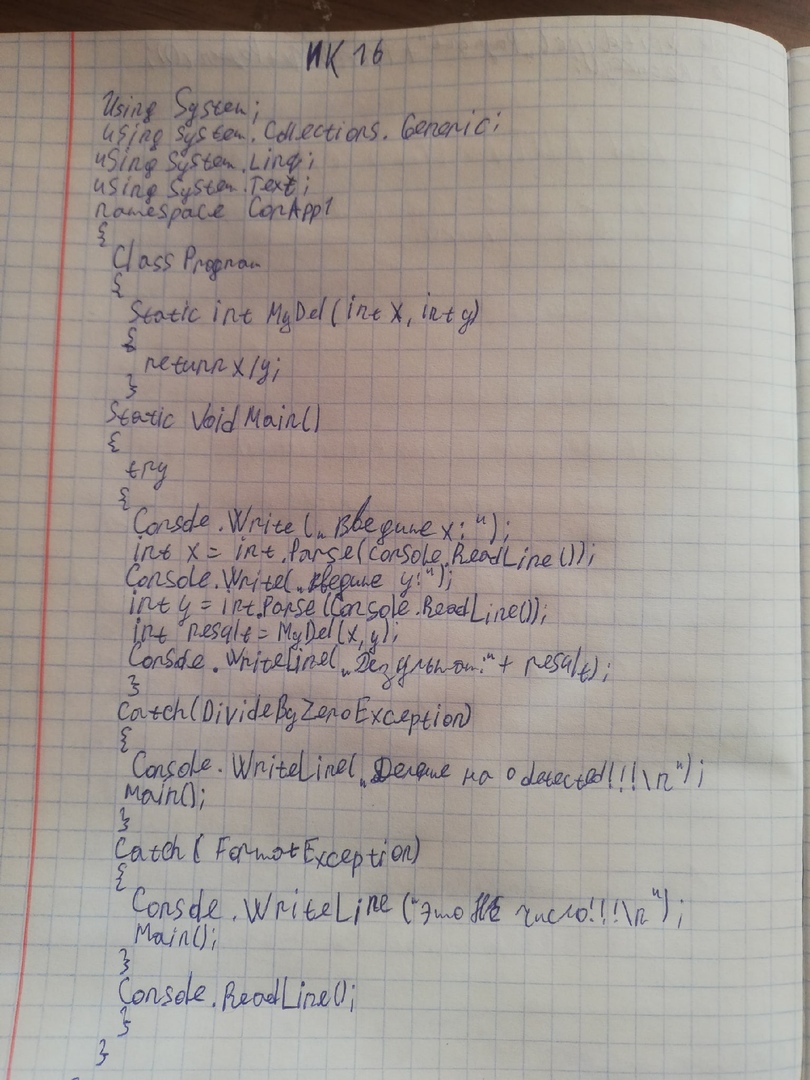 ИК 16
Using System;
using System.Collections.Generic;
using System.Linq;
using System.Text;
namespace ConApp1
{
Class Program
{
Static int MyDel(int x, int y)
{
return x/y;
}
Static Void Main()
{
try
{
Console.Write(„Введите x:");
int x = int.Parse(Console.ReadLine());
Console.Write(„введите y:");
int y = int.Parse(Console.ReadLine());
int resalt = MyDel(x,y);
Console.WriteLine(„Результат:"+ resalt);
}
Catch(DivideByZeroException)
{
Console.WriteLine(„Деление на 0 detected!!!\n");
Main();
}
Catch( FormatException)
{
Console.WriteLine("это НЕ число!!!\n");
Main();
}
Console.ReadLine();
}
}